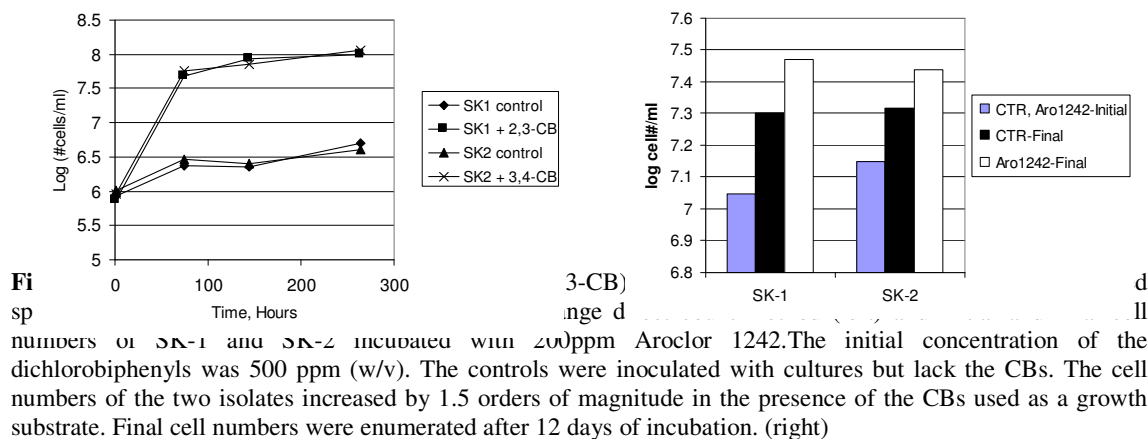 8.5
8
7.5
7
6.5
6
5.5
5
Log (#cells/ml)
0 100 200 300
Time, Hours
SK1 control
SK1 + 2,3-CB
SK2 control
SK2 + 3,4-CB
7.6
7.5
7.4
7.3
7.2
7.1
7
6.9
6.8
log cell#/ml
SK-1 SK-2
CTR, Aro1242-Initial
CTR-Final
Aro1242-Final
Fi 3-CB) d
sp
numbers of SK-1 and SK-2 incubated with 200ppm Aroclor 1242.The initial concentration of the
dichlorobiphenyls was 500 ppm (w/v). The controls were inoculated with cultures but lack the CBs. The cell
numbers of the two isolates increased by 1.5 orders of magnitude in the presence of the CBs used as a growth
substrate. Final cell numbers were enumerated after 12 days of incubation. (right)